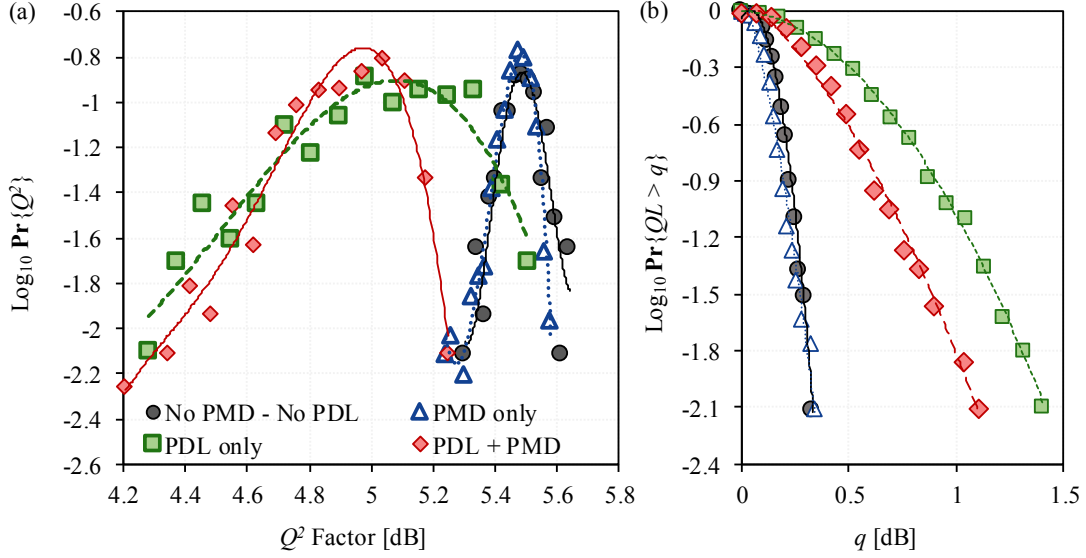 (a)
-0.4
-0.6
-0.8
-1
-1.2
-1.4
-1.6
-1.8
-2
-2.2
-2.4
-2.6
Log10 Pr{Q²}
No PMD - No PDL
PMD only
PDL only
PDL + PMD
4.2 4.4 4.6 4.8 5 5.2 5.4 5.6 5.8
Q² Factor [dB]
(b)
0
-0.3
-0.6
-0.9
-1.2
-1.5
-1.8
-2.1
-2.4
Log10 Pr{QL > q}
0 0.5 1 1.5
q [dB]